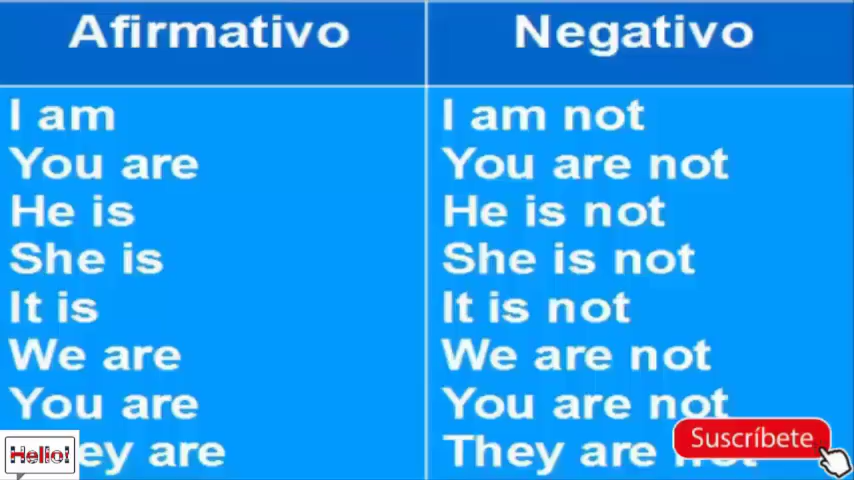 Afirmativo Negativo
I am I am not
You are You are not
He is He is not
She is She is not
It is It is not
We are We are not
You are You are not
Hello! ey are They are
Suscríbete